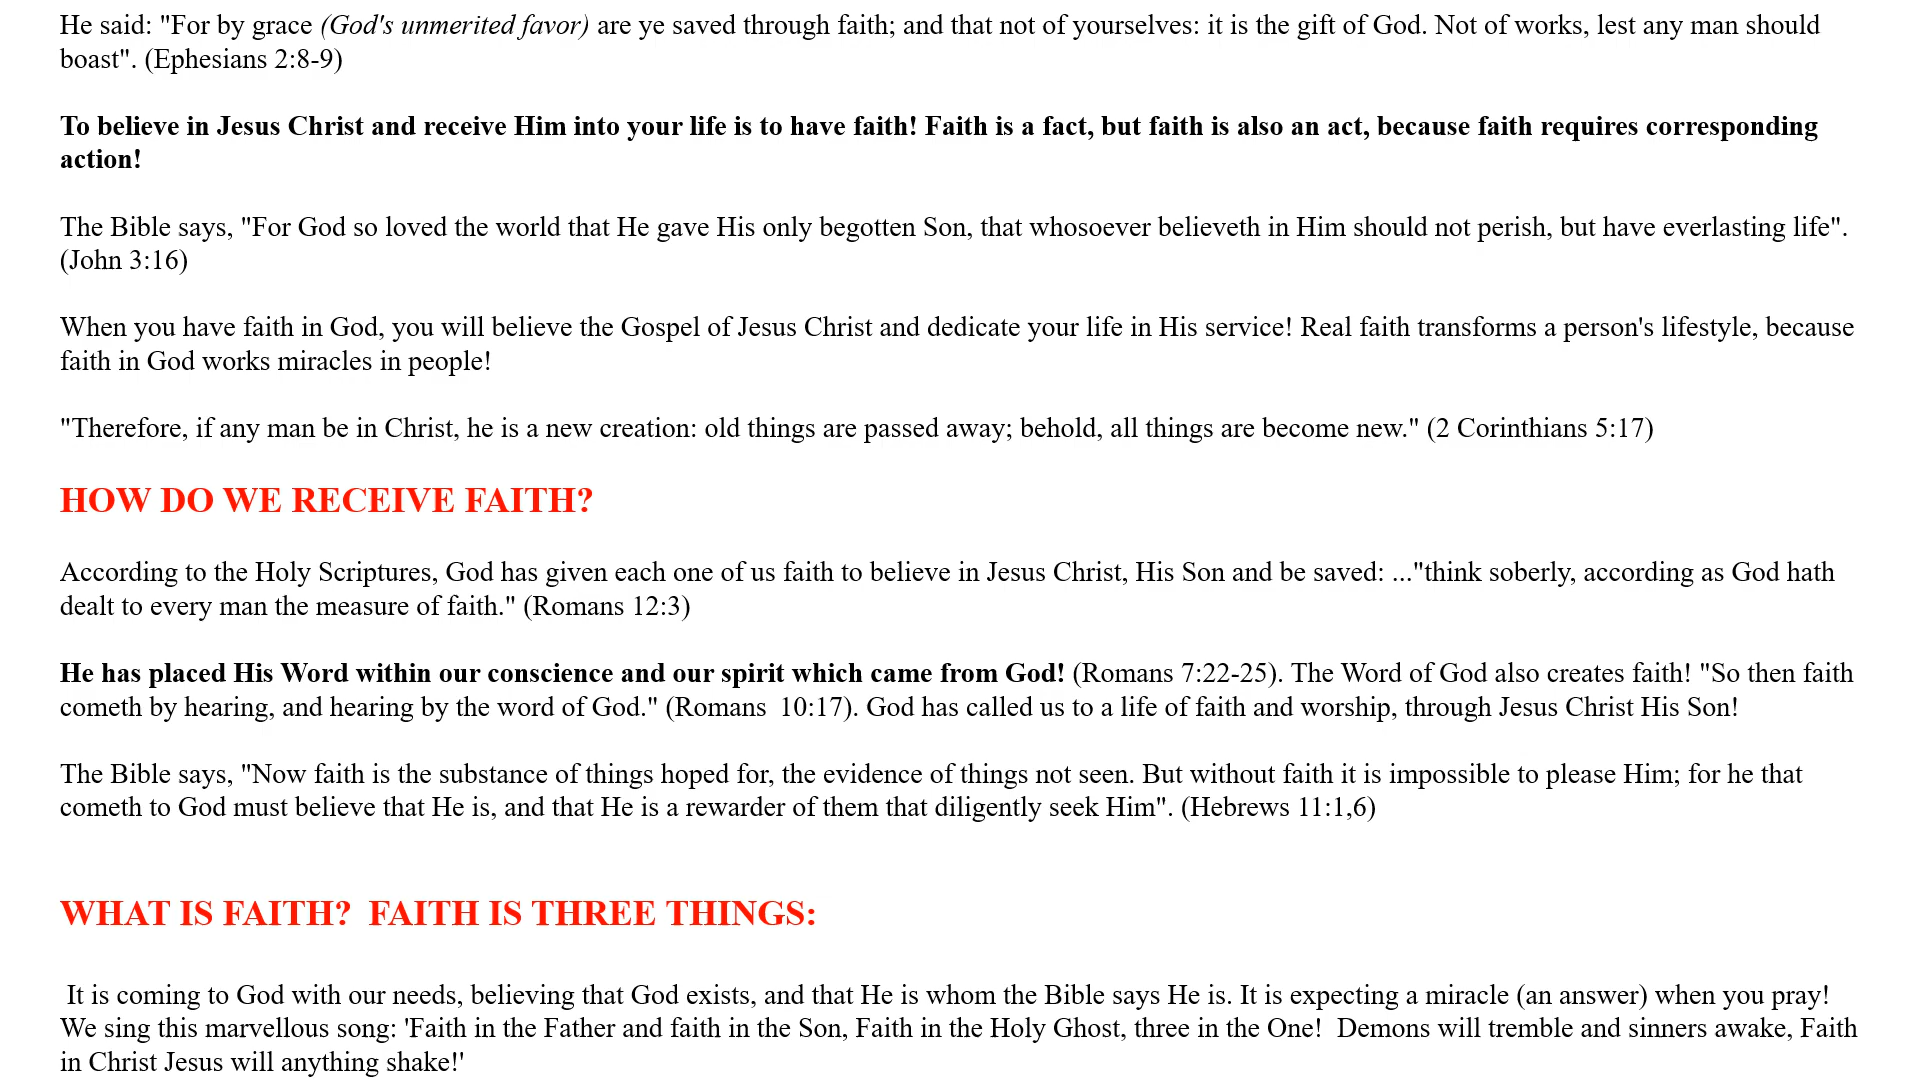 He said: "For by grace (God's unmerited favor) are ye saved through faith; and that not of yourselves: it is the gift of God. Not of works, lest any man should
boast". (Ephesians 2:8-9)
To believe in Jesus Christ and receive Him into your life is to have faith! Faith is a fact, but faith is also an act, because faith requires corresponding
action!
The Bible says, "For God so loved the world that He gave His only begotten Son, that whosoever believeth in Him should not perish, but have everlasting life".
(John 3:16)
When you have faith in God, you will believe the Gospel of Jesus Christ and dedicate your life in His service! Real faith transforms a person's lifestyle, because
faith in God works miracles in people!
"Therefore, if any man be in Christ, he is a new creation: old things are passed away; behold, all things are become new." (2 Corinthians 5:17)
HOW DO WE RECEIVE FAITH?
According to the Holy Scriptures, God has given each one of us faith to believe in Jesus Christ, His Son and be saved: ..."think soberly, according as God hath
dealt to every man the measure of faith." (Romans 12:3)
He has placed His Word within our conscience and our spirit which came from God! (Romans 7:22-25). The Word of God also creates faith! "So then faith
cometh by hearing, and hearing by the word of God." (Romans  10:17). God has called us to a life of faith and worship, through Jesus Christ His Son!
The Bible says, "Now faith is the substance of things hoped for, the evidence of things not seen. But without faith it is impossible to please Him; for he that
cometh to God must believe that He is, and that He is a rewarder of them that diligently seek Him". (Hebrews 11:1,6)
WHAT IS FAITH?  FAITH IS THREE THINGS:
It is coming to God with our needs, believing that God exists, and that He is whom the Bible says He is. It is expecting a miracle (an answer) when you pray!
We sing this marvellous song: 'Faith in the Father and faith in the Son, Faith in the Holy Ghost, three in the One!  Demons will tremble and sinners awake, Faith
in Christ Jesus will anything shake!'